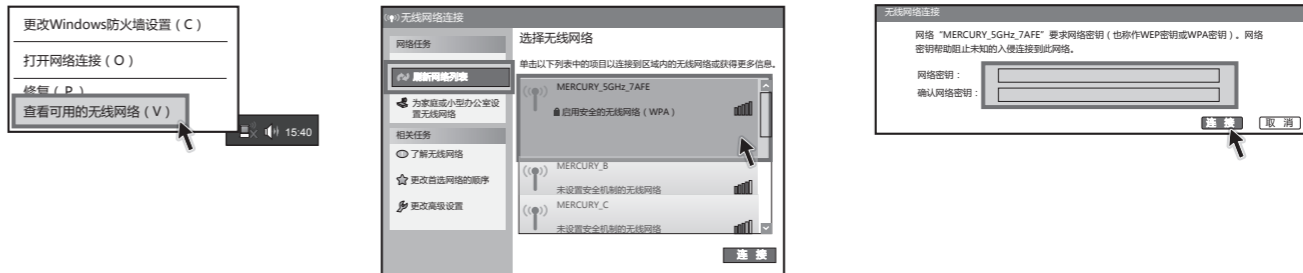 更改Windows防火墙设置（C）
打开网络连接（O）
修复（P）
查看可用的无线网络（V）
15:40
无线网络连接
网络任务
刷新网络列表
为家庭或小型办公室设
置无线网络
相关任务
了解无线网络
更改首选网络的顺序
更改高级设置
选择无线网络
单击以下列表中的项目以连接到区域内的无线网络或获得更多信息。
MERCURY_5GHz_7AFE
启用安全的无线网络（WPA）
MERCURY_B
未设置安全机制的无线网络
MERCURY_C
未设置安全机制的无线网络
连 接
无线网络连接
网络“MERCURY_5GHz_7AFE”要求网络密钥（也称作WEP密钥或WPA密钥）。网络
密钥帮助阻止未知的入侵连接到此网络。
网络密钥：
确认网络密钥：
连 接
取 消